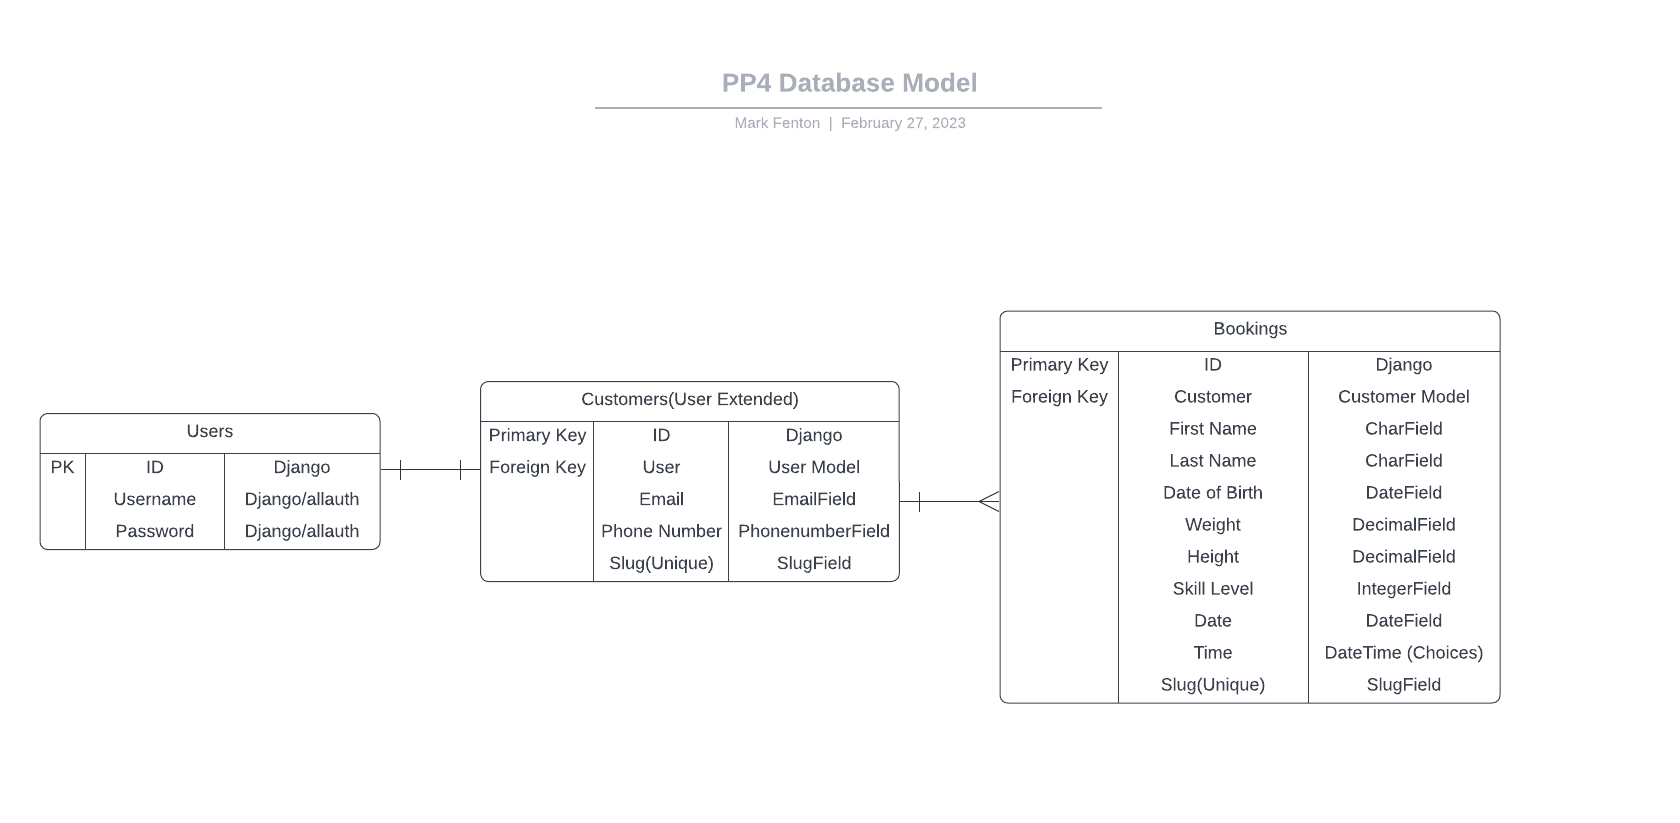 PP4 Database Model
Mark Fenton | February 27, 2023
Users
PK ID Django
Username Django/allauth
Password Django/allauth
Customers(User Extended)
Primary Key ID Django
Foreign Key User User Model
Email EmailField
Phone Number PhonenumberField
Slug(Unique) SlugField
Bookings
Primary Key ID Django
Foreign Key Customer Customer Model
First Name CharField
Last Name CharField
Date of Birth DateField
Weight DecimalField
Height DecimalField
Skill Level IntegerField
Date DateField
Time DateTime (Choices)
Slug(Unique) SlugField